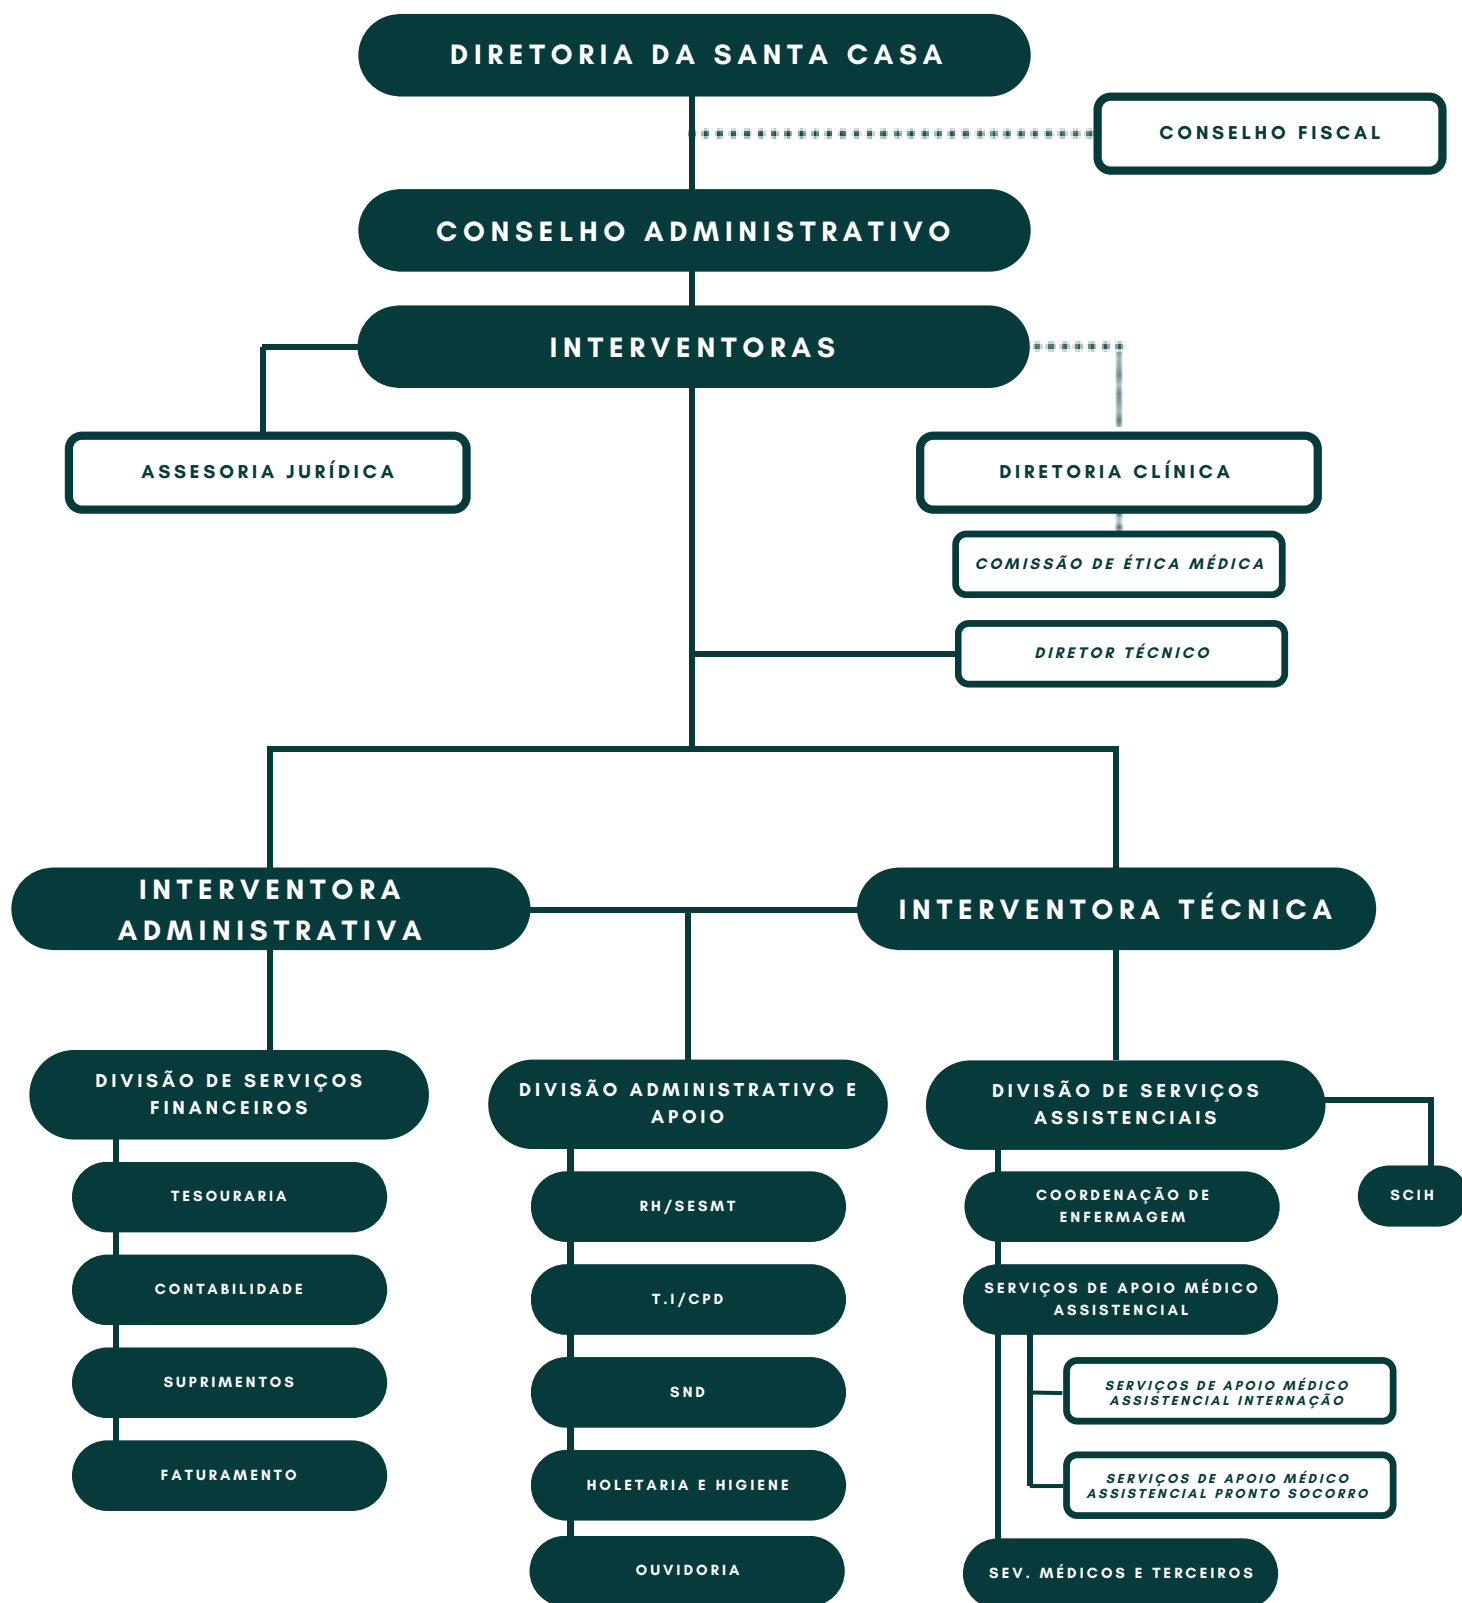 DIRETORIA DA SANTA CASA
CONSELHO FISCAL
CONSELHO ADMINISTRATIVO
INTERVENTORAS
ASSESORIA JURÍDICA
DIRETORIA CLÍNICA
COMISSÃO DE ÉTICA MÉDICA
DIRETOR TÉCNICO
INTERVENTORA
ADMINISTRATIVA
INTERVENTORA TÉCNICA
DIVISÃO DE SERVIÇOS
FINANCEIROS
TESOURARIA
CONTABILIDADE
SUPRIMENTOS
FATURAMENTO
DIVISÃO ADMINISTRATIVO E
APOIO
RH/SESMT
T.I/CPD
SND
HOLETARIA E HIGIENE
OUVIDORIA
DIVISÃO DE SERVIÇOS
ASSISTENCIAIS
SCIH
COORDENAÇÃO DE
ENFERMAGEM
SERVIÇOS DE APOIO MÉDICO
ASSISTENCIAL
SERVIÇOS DE APOIO MÉDICO
ASSISTENCIAL INTERNAÇÃO
SERVIÇOS DE APOIO MÉDICO
ASSISTENCIAL PRONTO SOCORRO
SEV. MÉDICOS E TERCEIROS